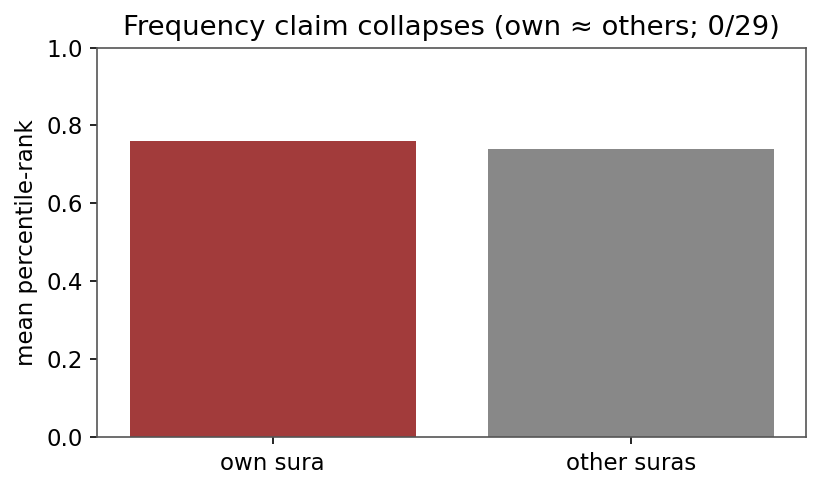 Frequency claim collapses (own ≈ others; 0/29)
mean percentile-rank
1.0
0.8
0.6
0.4
0.2
0.0
own sura
other suras